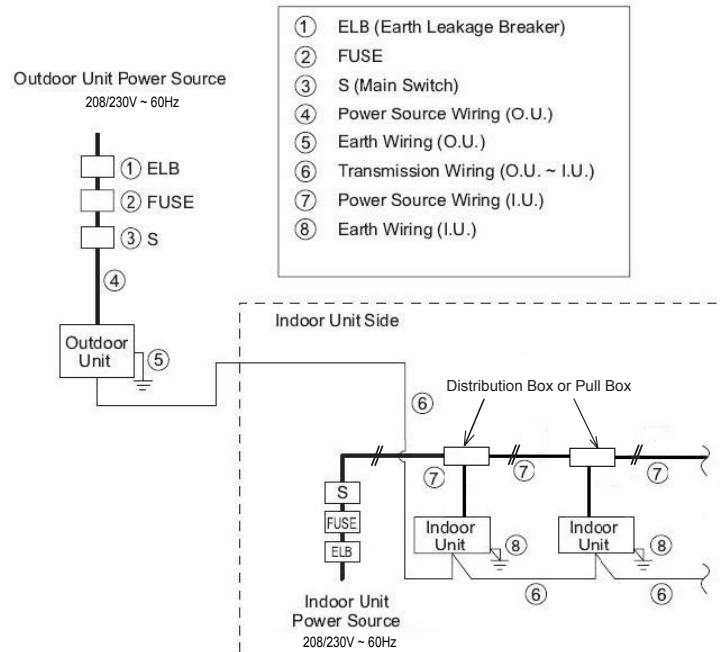 ① ELB (Earth Leakage Breaker)
② FUSE
③ S (Main Switch)
④ Power Source Wiring (O.U.)
⑤ Earth Wiring (O.U.)
⑥ Transmission Wiring (O.U. ~ I.U.)
⑦ Power Source Wiring (I.U.)
⑧ Earth Wiring (I.U.)
Outdoor Unit Power Source
208/230V ~ 60Hz
① ELB
② FUSE
③ S
④
Outdoor
Unit
⑤
Indoor Unit Side
Distribution Box or Pull Box
⑥
⑦ ⑦ ⑦
S
FUSE
ELB
Indoor
Unit
⑧
Indoor
Unit
⑧
⑥ ⑥
Indoor Unit
Power Source
208/230V ~ 60Hz